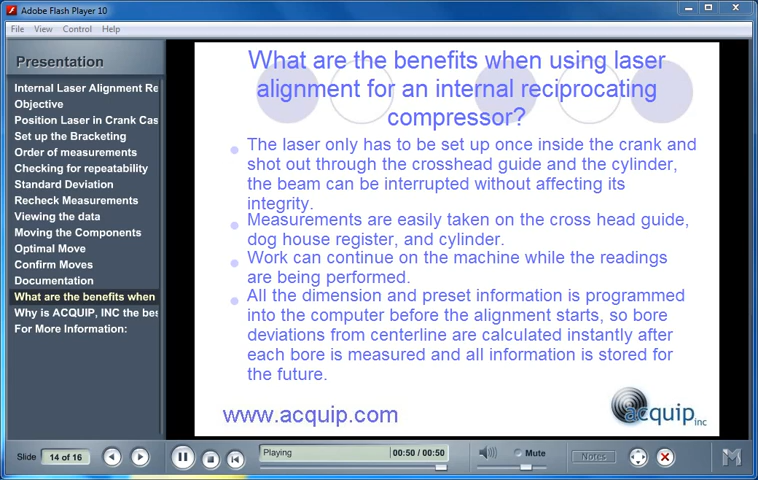 Adobe Flash Player 10
File View Control Help
Presentation
Internal Laser Alignment Re
Objective
Position Laser in Crank Cas
Set up the Bracketing
Order of measurements
Checking for repeatability
Standard Deviation
Recheck Measurements
Viewing the data
Moving the Components
Optimal Move
Confirm Moves
Documentation
What are the benefits when
Why is ACQUIP, INC the bes
For More Information:
What are the benefits when using laser
alignment for an internal reciprocating
compressor?
The laser only has to be set up once inside the crank and
shot out through the crosshead guide and the cylinder,
the beam can be interrupted without affecting its
integrity.
Measurements are easily taken on the cross head guide,
dog house register, and cylinder.
Work can continue on the machine while the readings
are being performed.
All the dimension and preset information is programmed
into the computer before the alignment starts, so bore
deviations from centerline are calculated instantly after
each bore is measured and all information is stored for
the future.
www.acquip.com
acquip inc
Slide 14 of 16
Playing 00:50 / 00:50
Mute
Notes